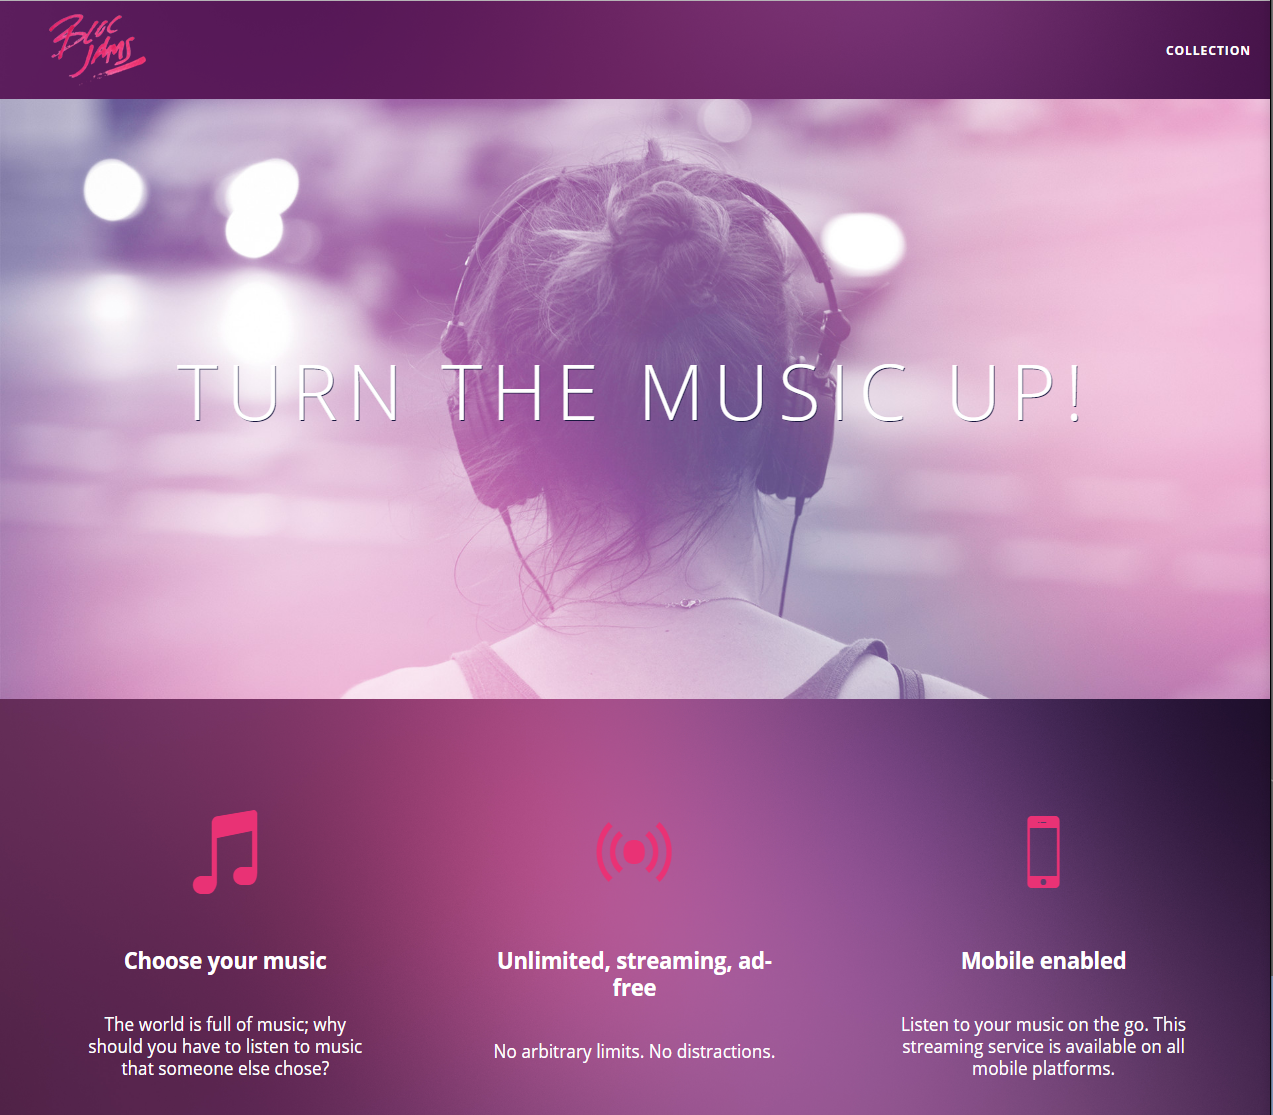 BLOC
JAMS
COLLECTION
TURN THE MUSIC UP!
Choose your music
The world is full of music; why
should you have to listen to music
that someone else chose?
Unlimited, streaming, ad-
free
No arbitrary limits. No distractions.
Mobile enabled
Listen to your music on the go. This
streaming service is available on all
mobile platforms.